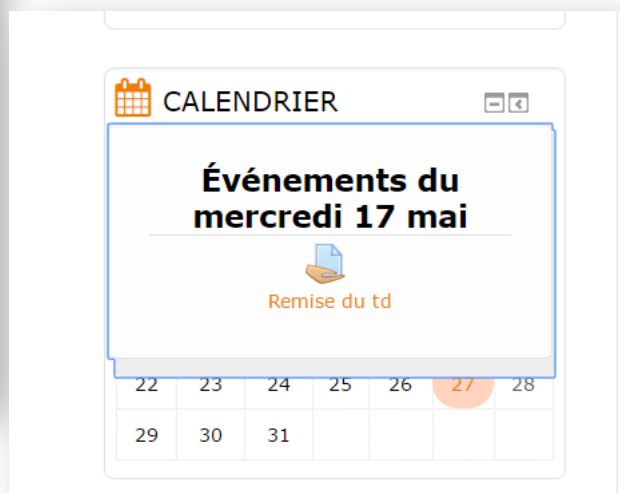 CALENDRIER
Événements du
mercredi 17 mai
Remise du td
22 23 24 25 26 27 28
29 30 31